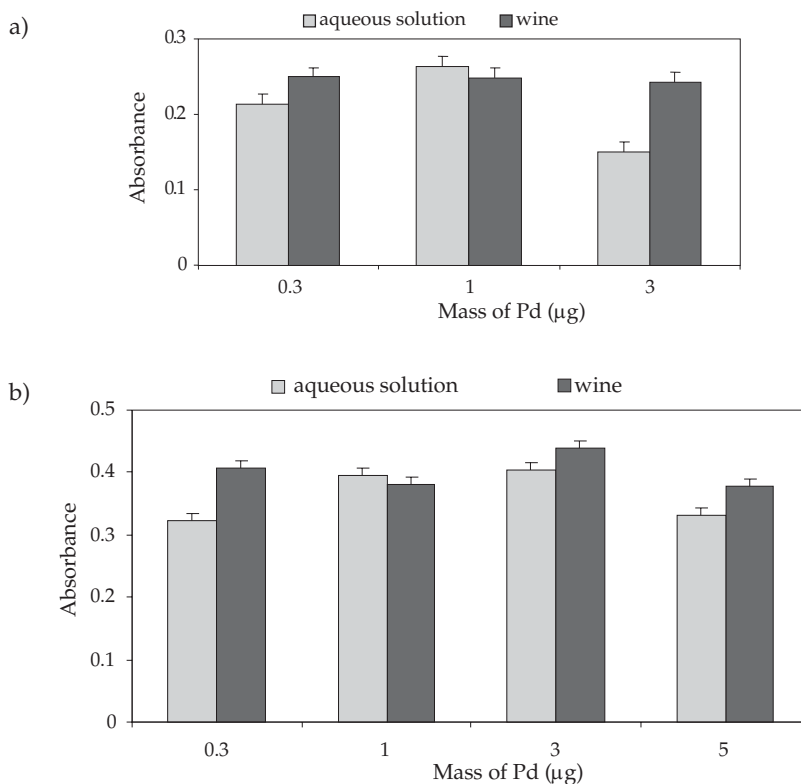 a)
aqueous solution wine
0.3
0.2
0.1
0
Absorbance
0.3 1 3
Mass of Pd (µg)
b)
aqueous solution wine
0.5
0.4
0.3
0.2
0.1
0
Absorbance
0.3 1 3 5
Mass of Pd (µg)